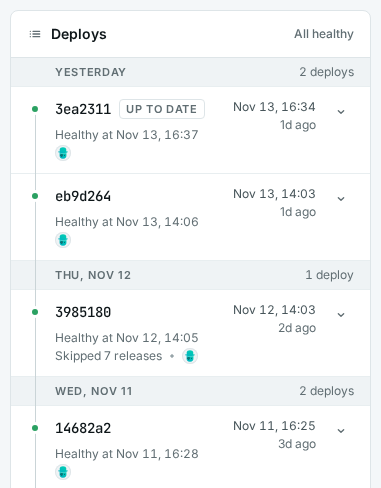 Deploys All healthy
YESTERDAY 2 deploys
3ea2311 UP TO DATE Nov 13, 16:34
1d ago
Healthy at Nov 13, 16:37
eb9d264 Nov 13, 14:03
1d ago
Healthy at Nov 13, 14:06
THU, NOV 12 1 deploy
3985180 Nov 12, 14:03
2d ago
Healthy at Nov 12, 14:05
Skipped 7 releases •
WED, NOV 11 2 deploys
14682a2 Nov 11, 16:25
3d ago
Healthy at Nov 11, 16:28